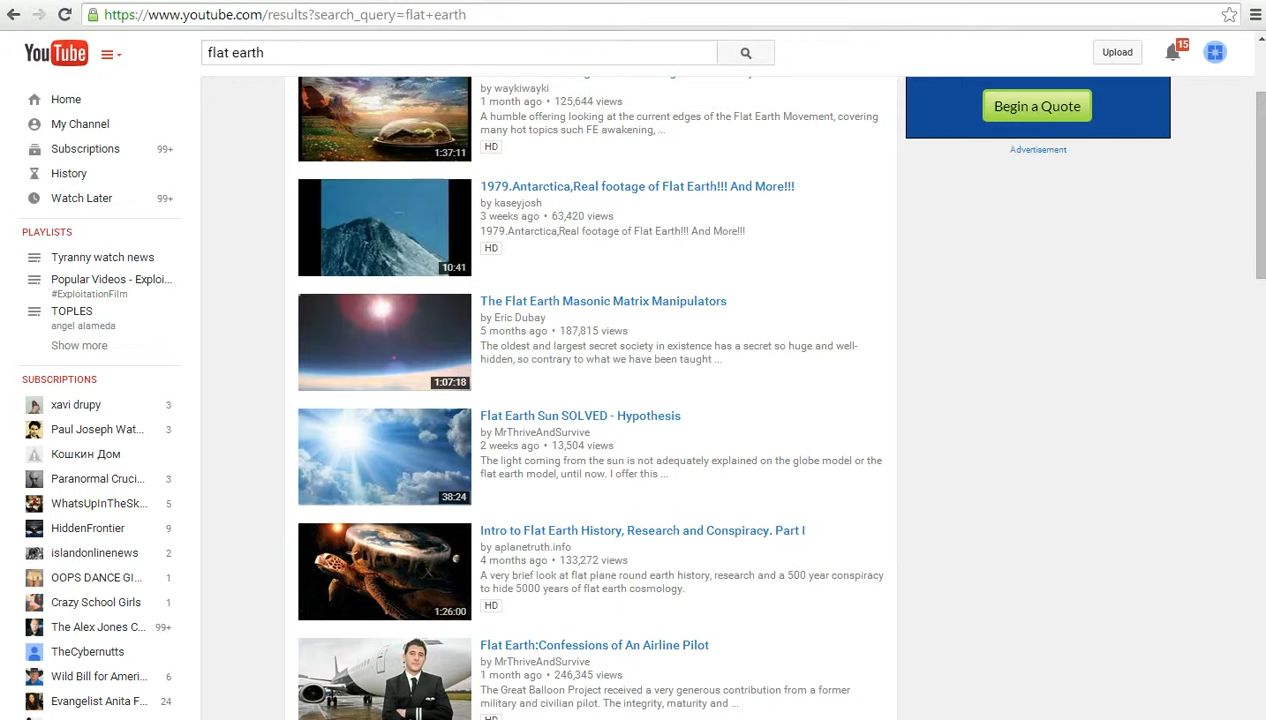 https://www.youtube.com/results?search_query=flat+earth
YouTube
flat earth
Upload
15
Home
My Channel
Subscriptions 99+
History
Watch Later 99+
PLAYLISTS
Tyranny watch news
Popular Videos - Exploi...
#ExploitationFilm
TOPLES
angel alameda
Show more
SUBSCRIPTIONS
xavi drupy 3
Paul Joseph Wat... 3
Кошкин Дом
Paranormal Cruci... 3
WhatsUpInTheSk... 5
HiddenFrontier 9
islandonlinenews 2
OOPS DANCE GI... 1
Crazy School Girls 1
The Alex Jones C... 99+
TheCybernutts
Wild Bill for Ameri... 6
Evangelist Anita F... 24
by waykiwayki
1 month ago • 125,644 views
A humble offering looking at the current edges of the Flat Earth Movement, covering
many hot topics such FE awakening, ...
HD
1:37:11
1979.Antarctica,Real footage of Flat Earth!!! And More!!!
by kaseyjosh
3 weeks ago • 63,420 views
1979.Antarctica,Real footage of Flat Earth!!! And More!!!
HD
10:41
The Flat Earth Masonic Matrix Manipulators
by Eric Dubay
5 months ago • 187,815 views
The oldest and largest secret society in existence has a secret so huge and well-
hidden, so contrary to what we have been taught ...
1:07:18
Flat Earth Sun SOLVED - Hypothesis
by MrThriveAndSurvive
2 weeks ago • 13,504 views
The light coming from the sun is not adequately explained on the globe model or the
flat earth model, until now. I offer this ...
38:24
Intro to Flat Earth History, Research and Conspiracy. Part I
by aplanetruth.info
4 months ago • 133,272 views
A very brief look at flat plane round earth history, research and a 500 year conspiracy
to hide 5000 years of flat earth cosmology.
HD
1:26:00
Flat Earth:Confessions of An Airline Pilot
by MrThriveAndSurvive
1 month ago • 246,345 views
The Great Balloon Project received a very generous contribution from a former
military and civilian pilot. The integrity, maturity and ...
Begin a Quote
Advertisement